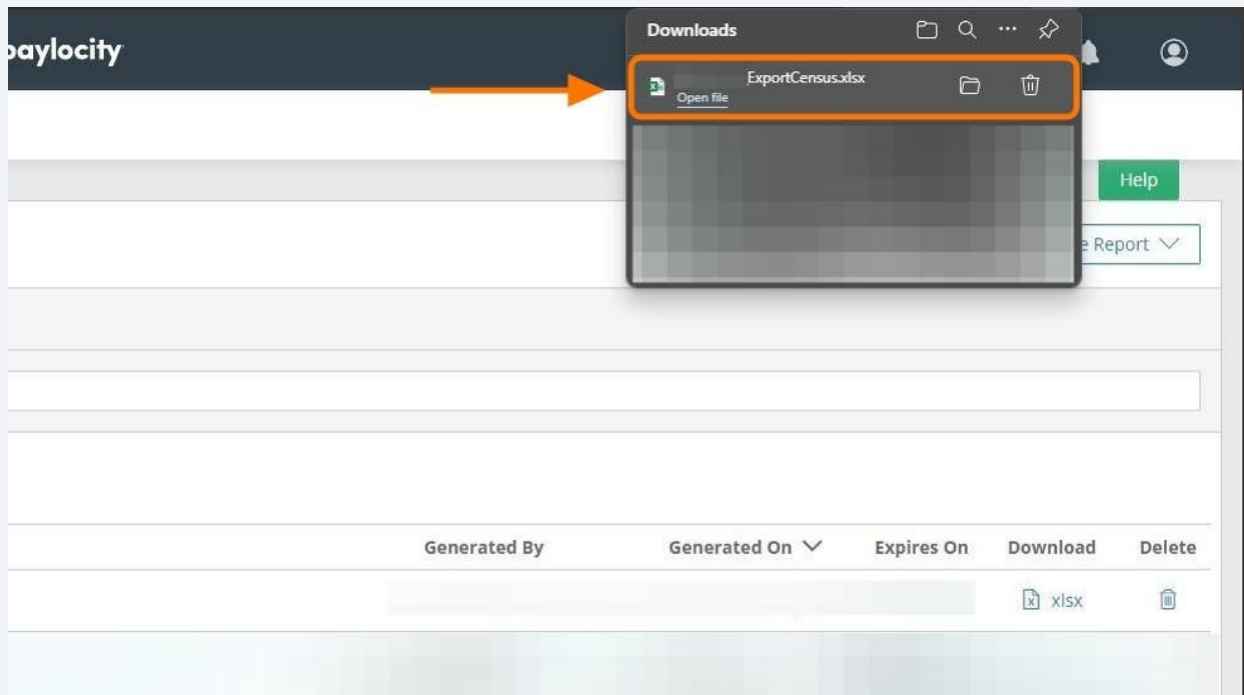 paylocity
Downloads
ExportCensus.xlsx
Open file
Help
Report
Generated By Generated On Expires On Download Delete
xlsx